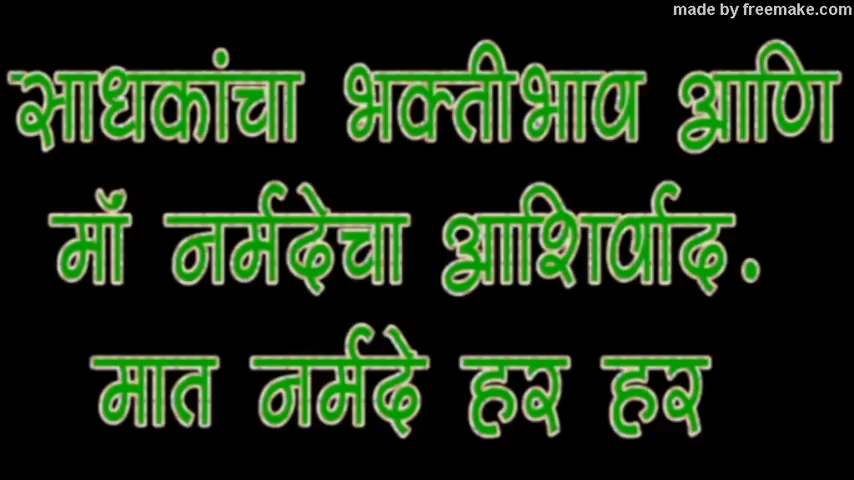 made by freemake.com
साधकांचा भक्तीभाव आणि
मॉ नर्मदेचा आशिर्वाद.
मात नर्मदे हर हर